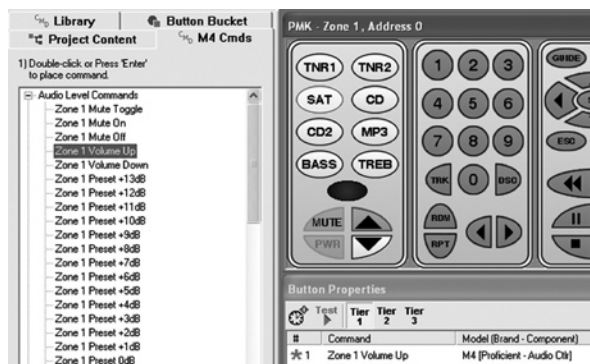 CMD Library
Button Bucket
Project Content
CMD M4 Cmds
1) Double-click or Press 'Enter'
to place command.
Audio Level Commands
Zone 1 Mute Toggle
Zone 1 Mute On
Zone 1 Mute Off
Zone 1 Volume Up
Zone 1 Volume Down
Zone 1 Preset +13dB
Zone 1 Preset +12dB
Zone 1 Preset +11dB
Zone 1 Preset +10dB
Zone 1 Preset +9dB
Zone 1 Preset +8dB
Zone 1 Preset +7dB
Zone 1 Preset +6dB
Zone 1 Preset +5dB
Zone 1 Preset +4dB
Zone 1 Preset +3dB
Zone 1 Preset +2dB
Zone 1 Preset +1dB
Zone 1 Preset 0dB
PMK - Zone 1, Address 0
TNR1 TNR2 1 2 3 GUIDE
SAT CD 4 5 6
CD2 MP3 7 8 9 ESC
BASS TREB TRK 0 DSC
MUTE RDM
PWR RPT
Button Properties
Test Tier 1 Tier 2 Tier 3
# Command Model (Brand - Component)
1 Zone 1 Volume Up M4 [Proficient - Audio Ctlr]